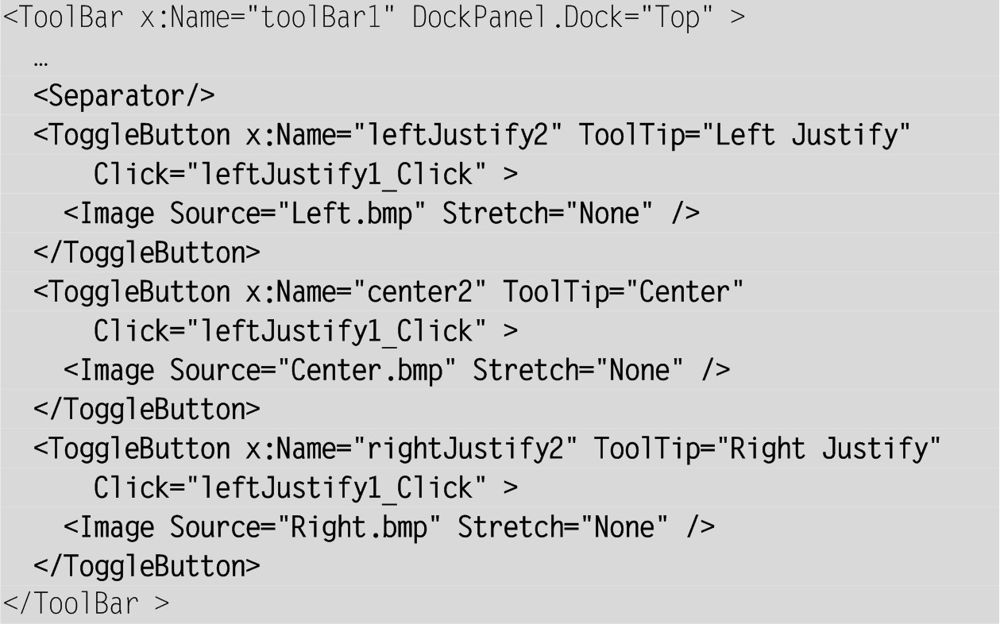 <ToolBar x:Name="toolBar1" DockPanel.Dock="Top" >
  …
  <Separator/>
  <ToggleButton x:Name="leftJustify2" ToolTip="Left Justify"
      Click="leftJustify1_Click" >
    <Image Source="Left.bmp" Stretch="None" />
  </ToggleButton>
  <ToggleButton x:Name="center2" ToolTip="Center"
      Click="leftJustify1_Click" >
    <Image Source="Center.bmp" Stretch="None" />
  </ToggleButton>
  <ToggleButton x:Name="rightJustify2" ToolTip="Right Justify"
      Click="leftJustify1_Click" >
    <Image Source="Right.bmp" Stretch="None" />
  </ToggleButton>
</ToolBar >